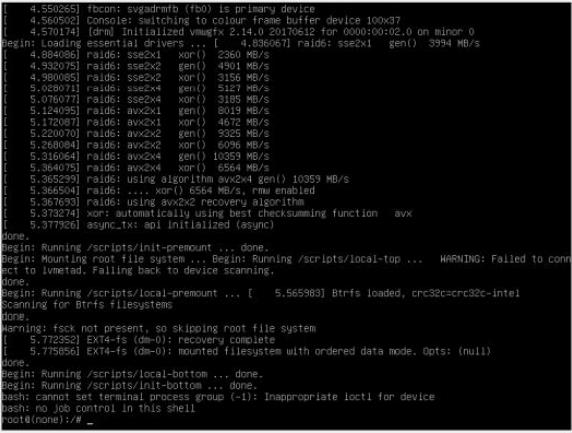 [    4.550265] fbcon: svgadrmfb (fb0) is primary device
[    4.560502] Console: switching to colour frame buffer device 100x37
[    4.570174] [drm] Initialized vmwgfx 2.14.0 20170612 for 0000:00:02.0 on minor 0
Begin: Loading essential drivers ... [    4.836067] raid6: sse2x1   gen()  3994 MB/s
[    4.884086] raid6: sse2x1   xor()  2360 MB/s
[    4.932075] raid6: sse2x2   gen()  4901 MB/s
[    4.980085] raid6: sse2x2   xor()  3156 MB/s
[    5.028071] raid6: sse2x4   gen()  5127 MB/s
[    5.076077] raid6: sse2x4   xor()  3185 MB/s
[    5.124095] raid6: avx2x1   gen()  8019 MB/s
[    5.172087] raid6: avx2x1   xor()  4672 MB/s
[    5.220070] raid6: avx2x2   gen()  9325 MB/s
[    5.268084] raid6: avx2x2   xor()  6096 MB/s
[    5.316064] raid6: avx2x4   gen() 10359 MB/s
[    5.364075] raid6: avx2x4   xor()  6564 MB/s
[    5.365299] raid6: using algorithm avx2x4 gen() 10359 MB/s
[    5.366504] raid6: .... xor() 6564 MB/s, rmw enabled
[    5.367693] raid6: using avx2x2 recovery algorithm
[    5.373274] xor: automatically using best checksumming function   avx
[    5.377926] async_tx: api initialized (async)
done.
Begin: Running /scripts/init-premount ... done.
Begin: Mounting root file system ... Begin: Running /scripts/local-top ...   WARNING: Failed to conn
ect to lvmetad. Falling back to device scanning.
done.
Begin: Running /scripts/local-premount ... [    5.565983] Btrfs loaded, crc32c=crc32c-intel
Scanning for Btrfs filesystems
done.
Warning: fsck not present, so skipping root file system
[    5.772352] EXT4-fs (dm-0): recovery complete
[    5.775856] EXT4-fs (dm-0): mounted filesystem with ordered data mode. Opts: (null)
done.
Begin: Running /scripts/local-bottom ... done.
Begin: Running /scripts/init-bottom ... done.
bash: cannot set terminal process group (-1): Inappropriate ioctl for device
bash: no job control in this shell
root@(none):/# _